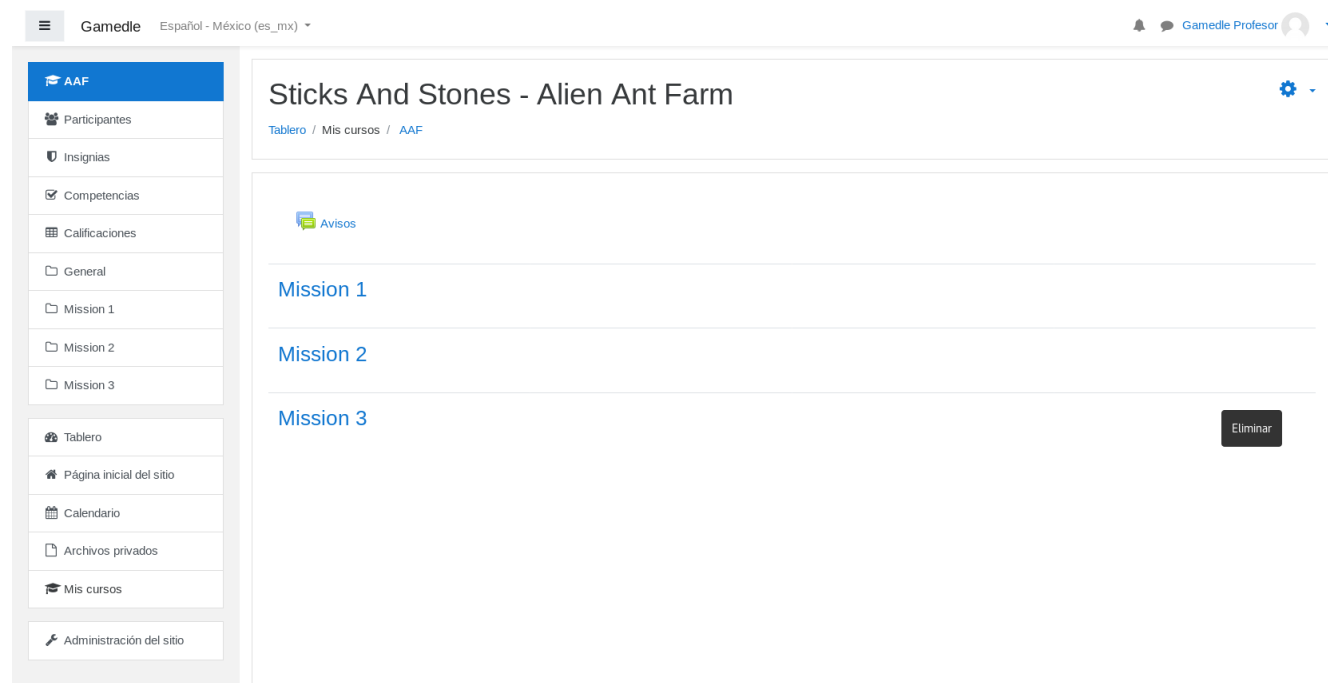 Gamedle Español - México (es_mx) Gamedle Profesor
AAF
Participantes
Insignias
Competencias
Calificaciones
General
Mission 1
Mission 2
Mission 3
Tablero
Página inicial del sitio
Calendario
Archivos privados
Mis cursos
Administración del sitio
Sticks And Stones - Alien Ant Farm
Tablero / Mis cursos / AAF
Avisos
Mission 1
Mission 2
Mission 3
Eliminar